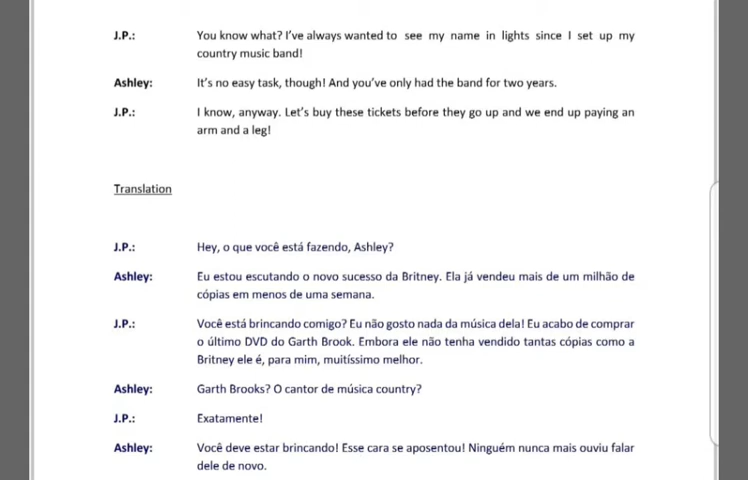 J.P.: You know what? I've always wanted to see my name in lights since I set up my
country music band!
Ashley: It's no easy task, though! And you've only had the band for two years.
J.P.: I know, anyway. Let's buy these tickets before they go up and we end up paying an
arm and a leg!
Translation
J.P.: Hey, o que você está fazendo, Ashley?
Ashley: Eu estou escutando o novo sucesso da Britney. Ela já vendeu mais de um milhão de
cópias em menos de uma semana.
J.P.: Você está brincando comigo? Eu não gosto nada da música dela! Eu acabo de comprar
o último DVD do Garth Brook. Embora ele não tenha vendido tantas cópias como a
Britney ele é, para mim, muitíssimo melhor.
Ashley: Garth Brooks? O cantor de música country?
J.P.: Exatamente!
Ashley: Você deve estar brincando! Esse cara se aposentou! Ninguém nunca mais ouviu falar
dele de novo.